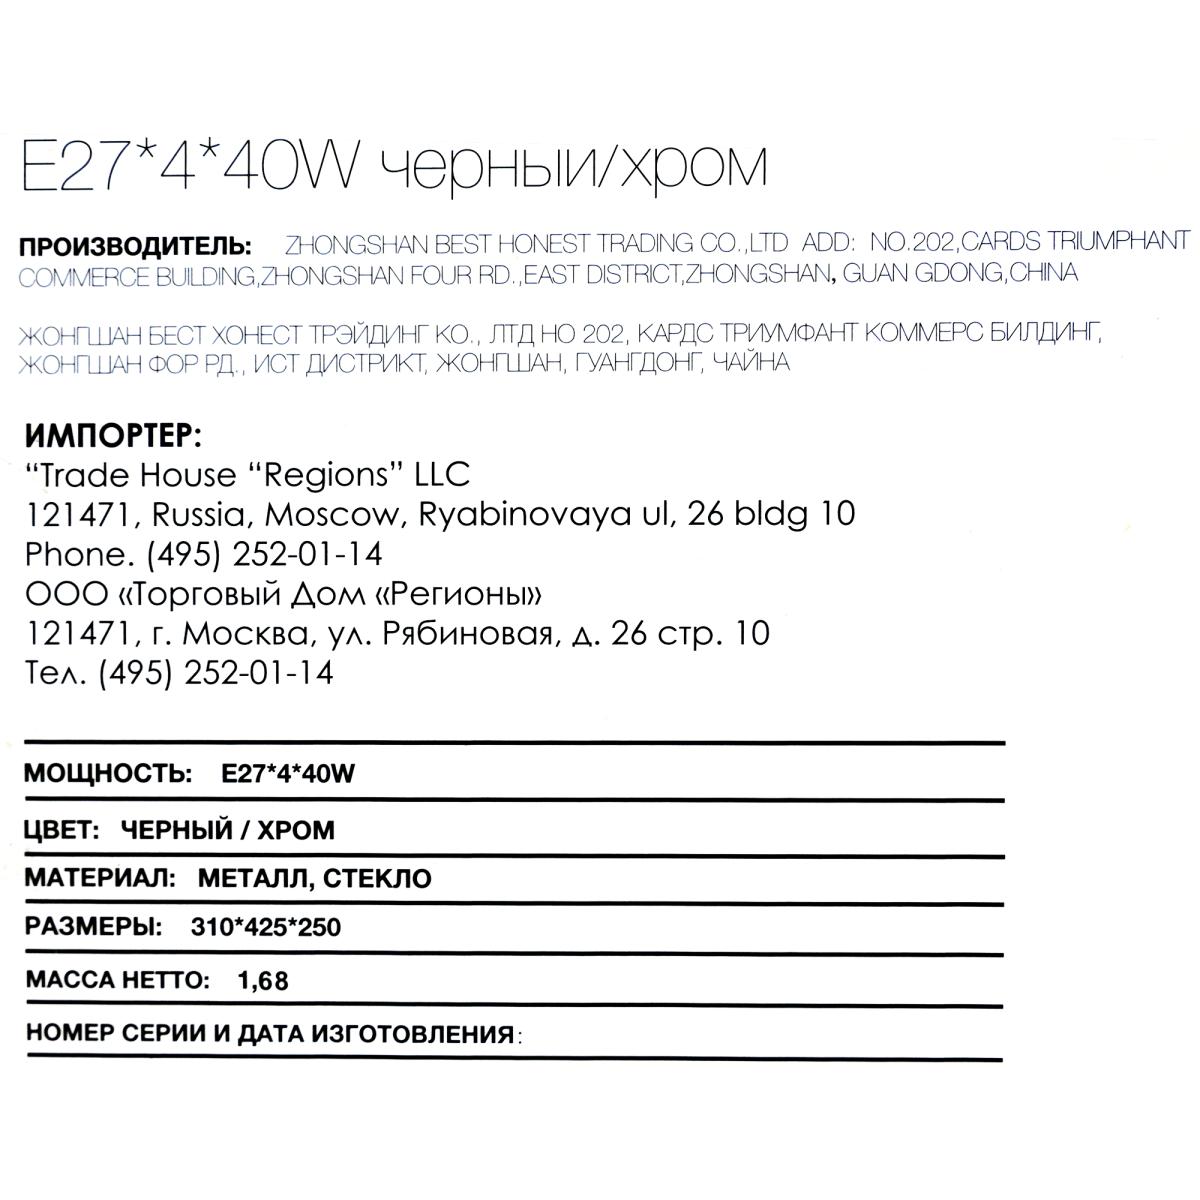 E27*4*40W черныи/хром
ПРОИЗВОДИТЕЛЬ: ZHONGSHAN BEST HONEST TRADING CO.,LTD ADD: NO.202,CARDS TRIUMPHANT
COMMERCE BUILDING,ZHONGSHAN FOUR RD.,EAST DISTRICT,ZHONGSHAN, GUAN GDONG,CHINA
ЖОНГШАН БЕСТ ХОНЕСТ ТРЭЙДИНГ КО., ЛТД НО 202, КАРДС ТРИУМФАНТ КОММЕРС БИЛДИНГ,
ЖОНГШАН ФОР РД., ИСТ ДИСТРИКТ, ЖОНГШАН, ГУАНГДОНГ, ЧАЙНА
ИМПОРТЕР:
“Trade House “Regions” LLC
121471, Russia, Moscow, Ryabinovaya ul, 26 bldg 10
Phone. (495) 252-01-14
ООО «Торговый Дом «Регионы»
121471, г. Москва, ул. Рябиновая, д. 26 стр. 10
Тел. (495) 252-01-14
МОЩНОСТЬ: E27*4*40W
ЦВЕТ: ЧЕРНЫЙ / ХРОМ
МАТЕРИАЛ: МЕТАЛЛ, СТЕКЛО
РАЗМЕРЫ: 310*425*250
МАССА НЕТТО: 1,68
НОМЕР СЕРИИ И ДАТА ИЗГОТОВЛЕНИЯ: